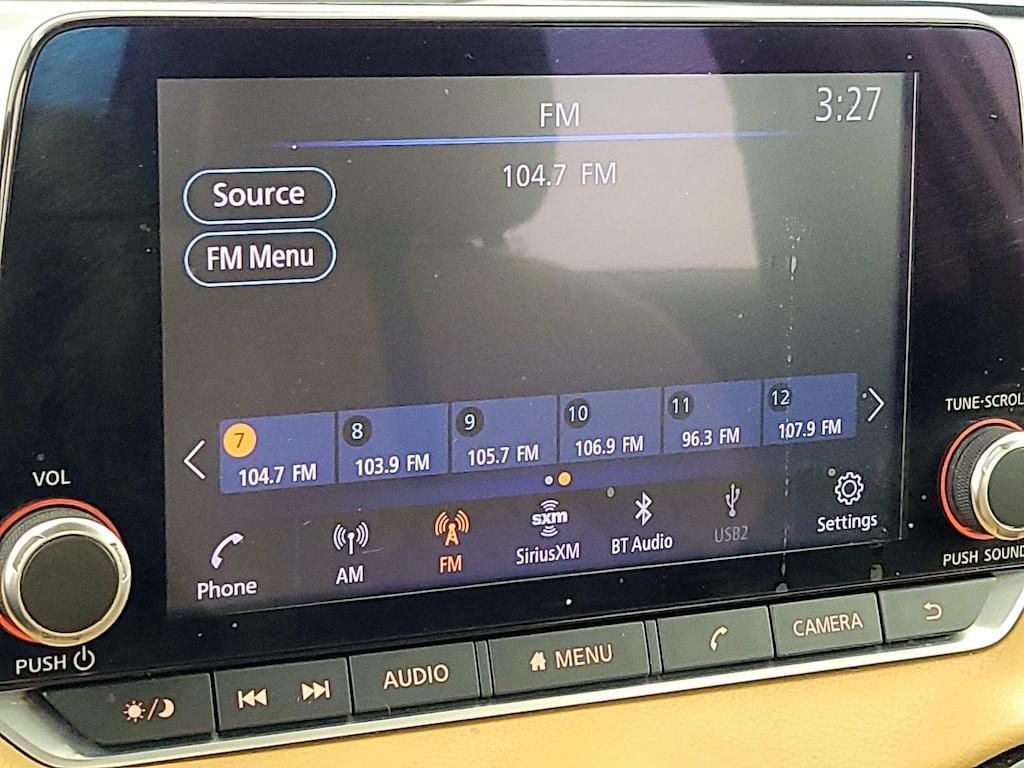 FM
3:27
104.7 FM
Source
FM Menu
7
8
9
10
11
12
104.7 FM
103.9 FM
105.7 FM
106.9 FM
96.3 FM
107.9 FM
Phone
AM
FM
sxm
SiriusXM
BT Audio
USB2
Settings
VOL
PUSH
TUNE·SCROLL
PUSH SOUND
AUDIO
MENU
CAMERA